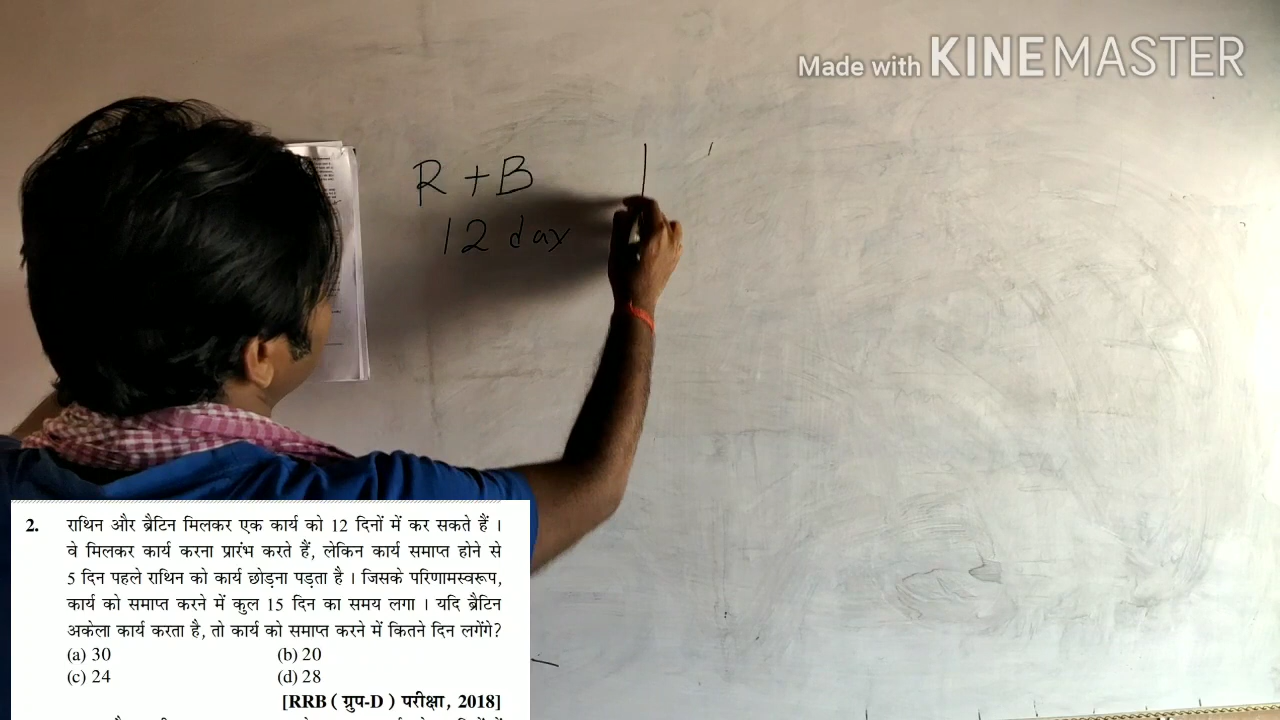 Made with KINEMASTER
R + B
12 day
2. राथिन और ब्रैटिन मिलकर एक कार्य को 12 दिनों में कर सकते हैं ।
वे मिलकर कार्य करना प्रारंभ करते हैं, लेकिन कार्य समाप्त होने से
5 दिन पहले राथिन को कार्य छोड़ना पड़ता है । जिसके परिणामस्वरूप,
कार्य को समाप्त करने में कुल 15 दिन का समय लगा । यदि ब्रैटिन
अकेला कार्य करता है, तो कार्य को समाप्त करने में कितने दिन लगेंगे?
(a) 30 (b) 20
(c) 24 (d) 28
[RRB ( ग्रुप-D ) परीक्षा, 2018]